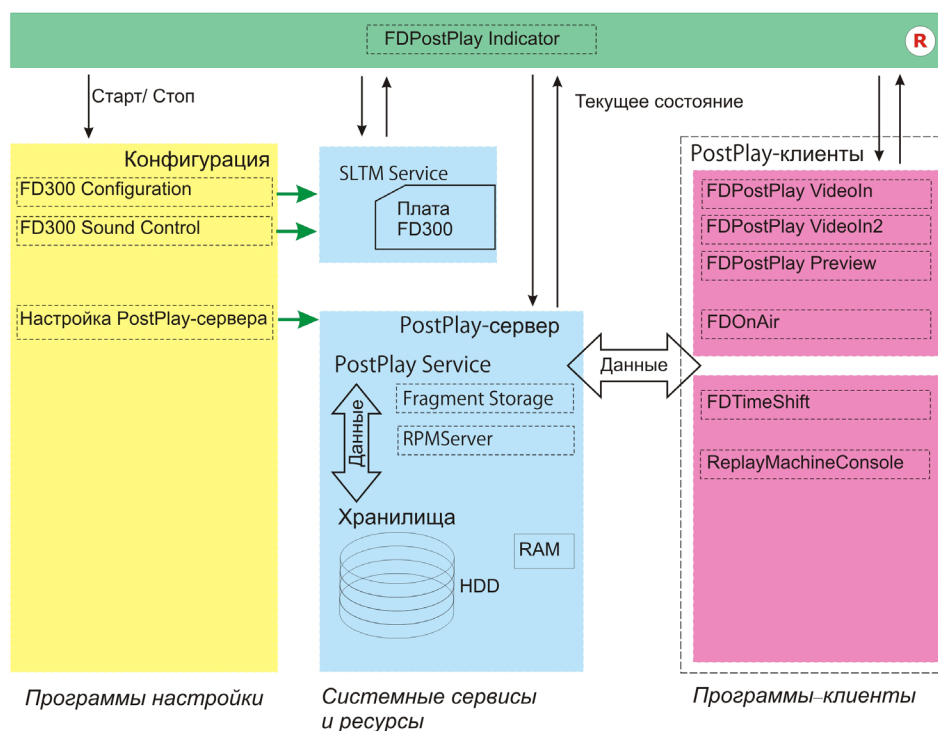 FDPostPlay Indicator
R
Старт/ Стоп
Текущее состояние
Конфигурация
FD300 Configuration
FD300 Sound Control
Настройка PostPlay-сервера
SLTM Service
Плата
FD300
PostPlay-сервер
PostPlay Service
Fragment Storage
RPMServer
Данные
Хранилища
HDD
RAM
Данные
PostPlay-клиенты
FDPostPlay VideoIn
FDPostPlay VideoIn2
FDPostPlay Preview
FDOnAir
FDTimeShift
ReplayMachineConsole
Программы настройки
Системные сервисы
и ресурсы
Программы–клиенты